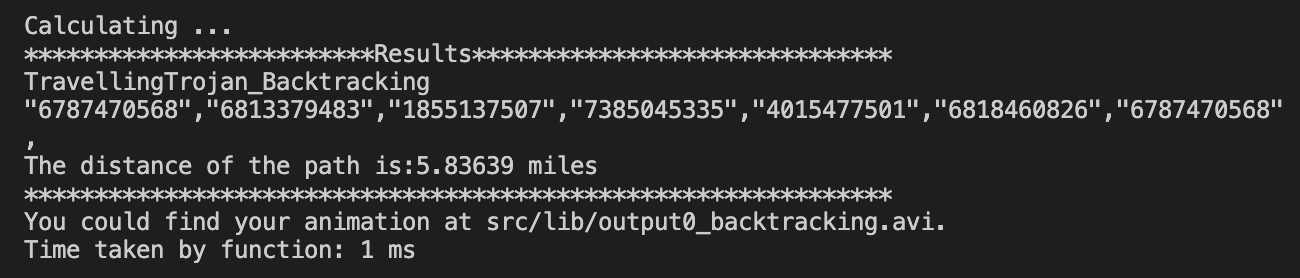 Calculating ...
*************************Results******************************
TravellingTrojan_Backtracking
"6787470568","6813379483","1855137507","7385045335","4015477501","6818460826","6787470568"
,
The distance of the path is:5.83639 miles
**************************************************************
You could find your animation at src/lib/output0_backtracking.avi.
Time taken by function: 1 ms